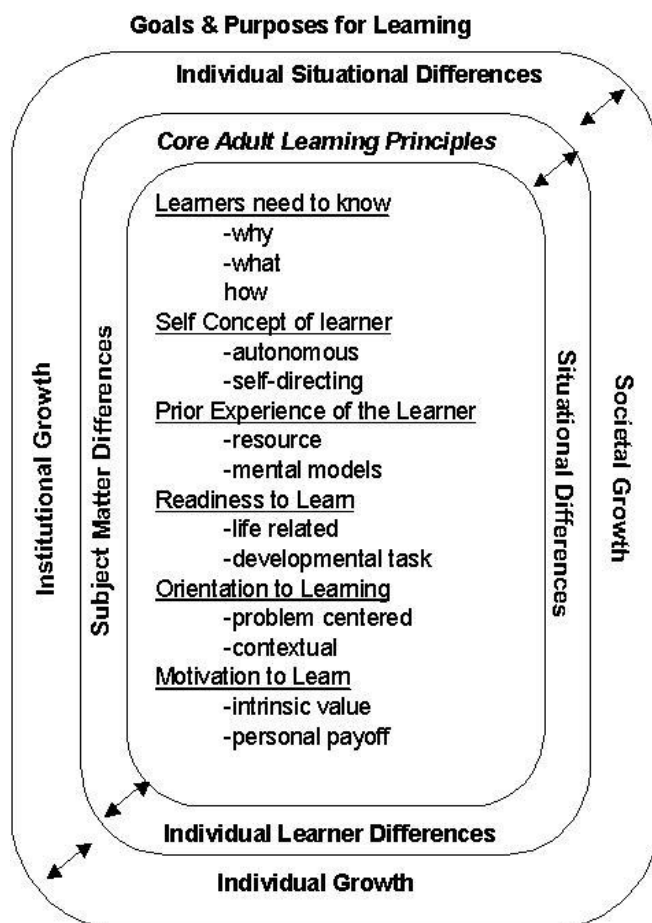 Goals & Purposes for Learning
Individual Situational Differences
Core Adult Learning Principles
Learners need to know
-why
-what
how
Self Concept of learner
-autonomous
-self-directing
Prior Experience of the Learner
-resource
-mental models
Readiness to Learn
-life related
-developmental task
Orientation to Learning
-problem centered
-contextual
Motivation to Learn
-intrinsic value
-personal payoff
Institutional Growth
Subject Matter Differences
Situational Differences
Societal Growth
Individual Learner Differences
Individual Growth